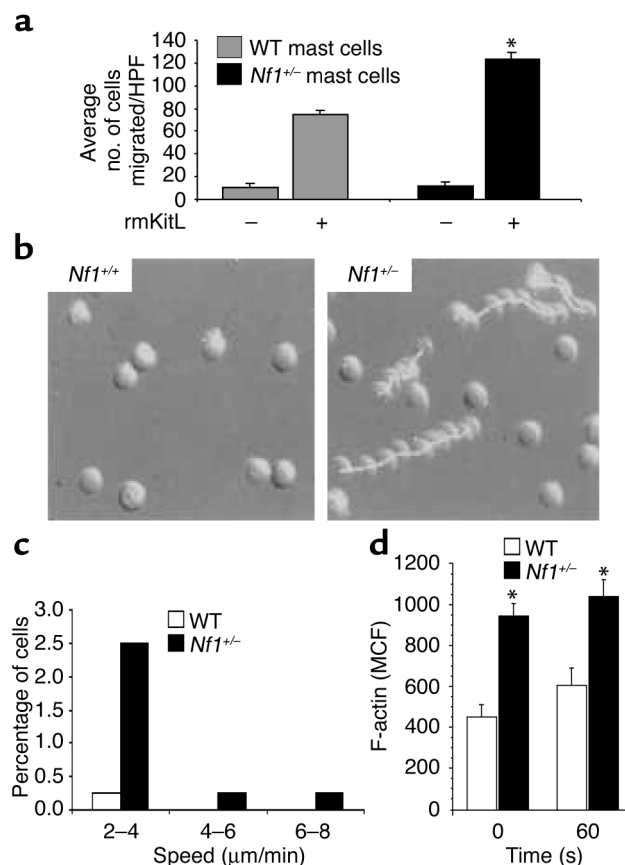 a
WT mast cells
Nf1+/– mast cells
Average
no. of cells
migrated/HPF
140
120
100
80
60
40
20
0
*
rmKitL
– + – +
b
Nf1+/+
Nf1+/–
c
WT
Nf1+/–
Percentage of cells
3.0
2.5
2.0
1.5
1.0
0.5
0.0
2–4 4–6 6–8
Speed (μm/min)
d
WT
Nf1+/–
F-actin (MCF)
1200
1000
800
600
400
200
0
* *
0 60
Time (s)